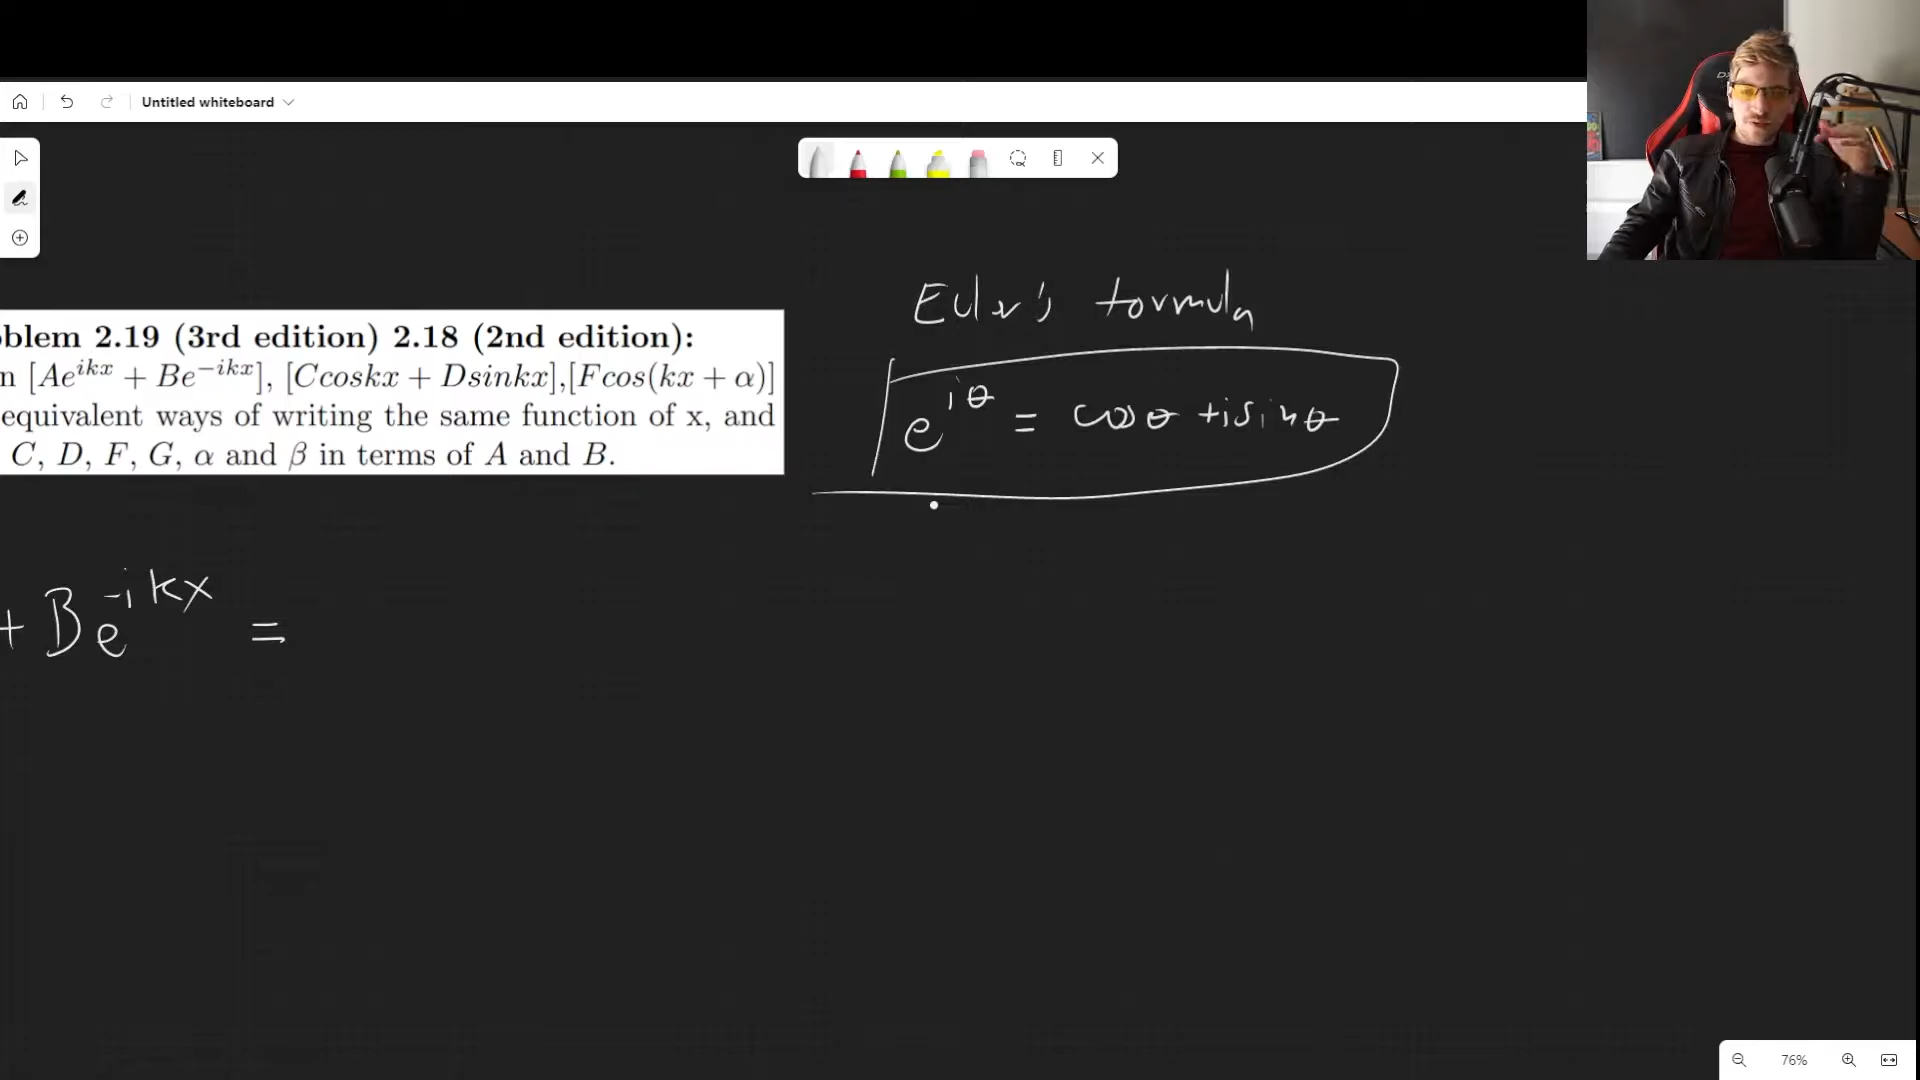 Untitled whiteboard
Euler's formula
oblem 2.19 (3rd edition) 2.18 (2nd edition):
n [Ae^{ikx} + Be^{-ikx}], [Ccoskx + Dsinkx],[Fcos(kx + α)]
equivalent ways of writing the same function of x, and
C, D, F, G, α and β in terms of A and B.
e^{iθ} = cosθ + isinθ
+ Be^{-ikx} =
76%